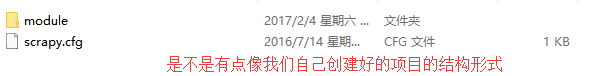 module 2017/2/4 星期六 ... 文件夹
scrapy.cfg 2016/7/14 星期... CFG 文件 1 KB
是不是有点像我们自己创建好的项目的结构形式